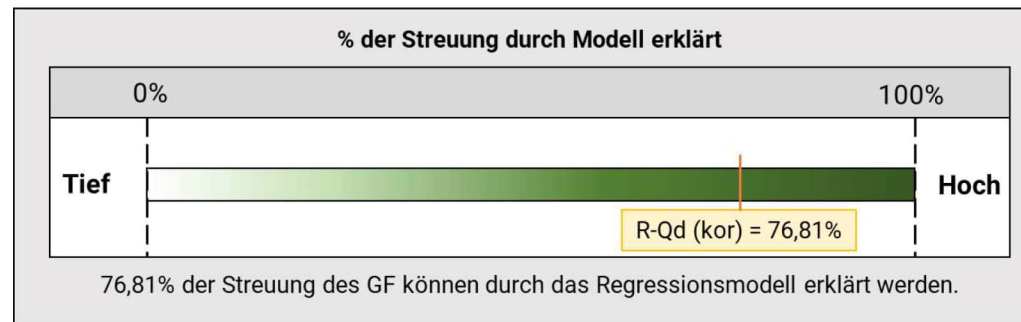 % der Streuung durch Modell erklärt
0%
100%
Tief
Hoch
R-Qd (kor) = 76,81%
76,81% der Streuung des GF können durch das Regressionsmodell erklärt werden.